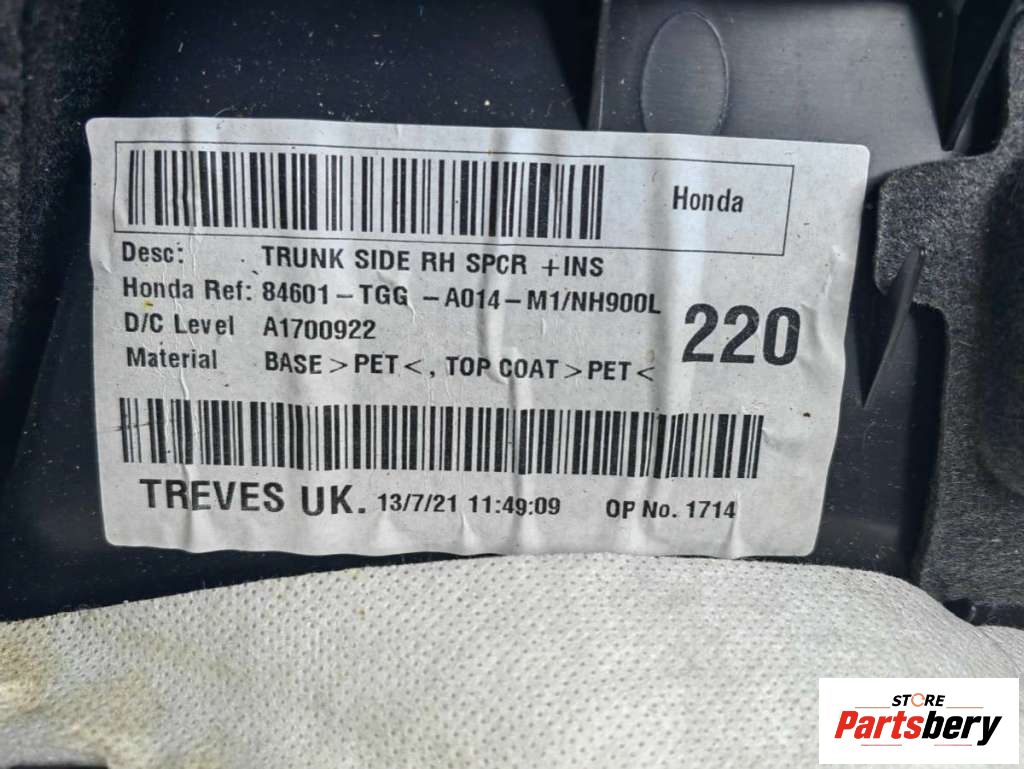 Honda
Desc: TRUNK SIDE RH SPCR +INS
Honda Ref: 84601-TGG -A014-M1/NH900L
D/C Level A1700922
220
Material BASE >PET<, TOP COAT >PET<
TREVES UK. 13/7/21 11:49:09 OP No. 1714
STORE
Partsbery